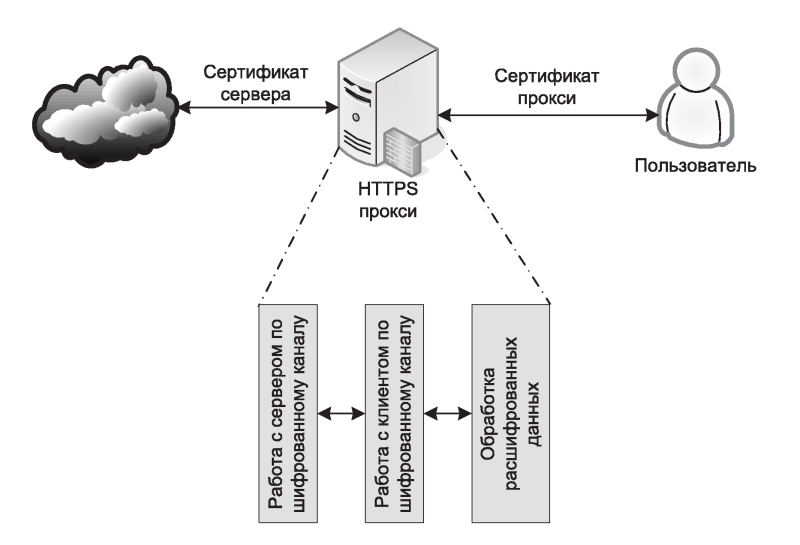 Сертификат
сервера
Сертификат
прокси
HTTPS
прокси
Пользователь
Работа с сервером по
шифрованному каналу
Работа с клиентом по
шифрованному каналу
Обработка
расшифрованных
данных